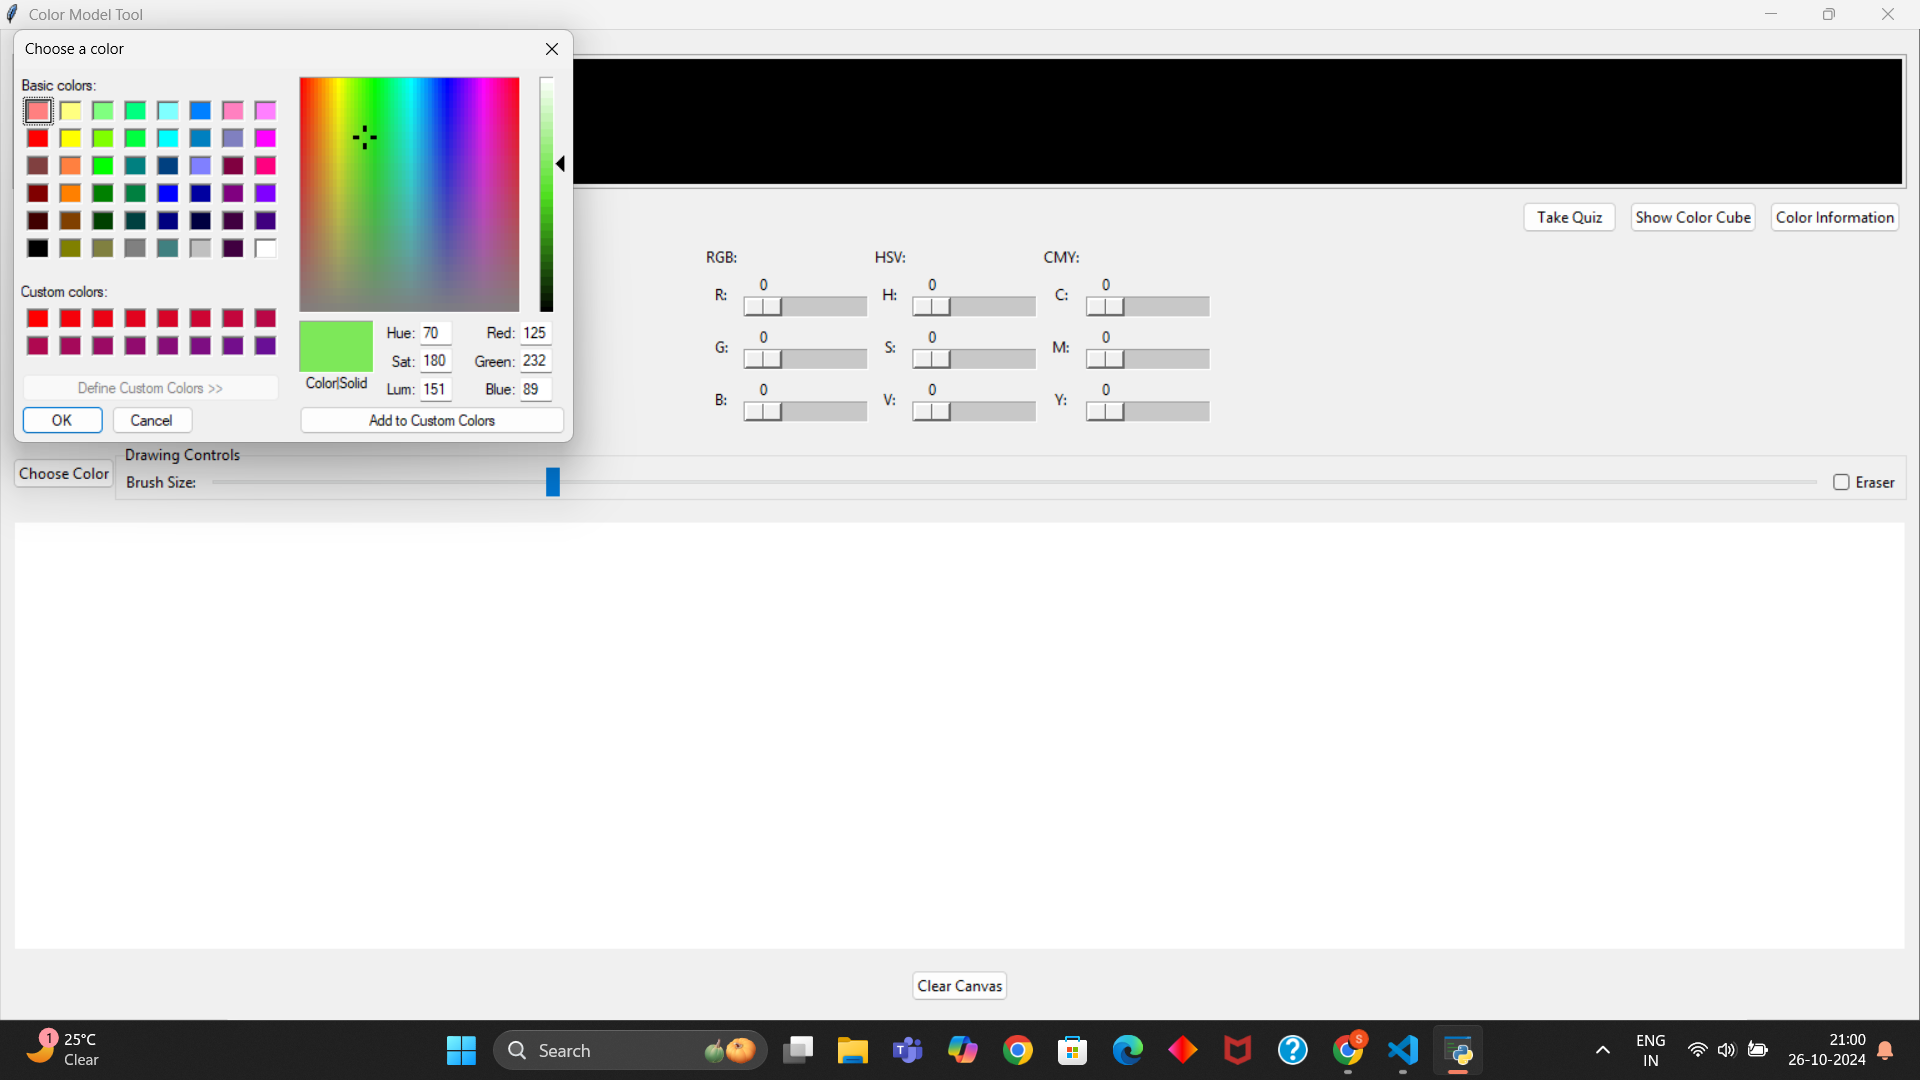 Color Model Tool
Choose a color
Basic colors:
Custom colors:
Define Custom Colors >>
OK
Cancel
Color|Solid
Hue: 70
Sat: 180
Lum: 151
Red: 125
Green: 232
Blue: 89
Add to Custom Colors
Take Quiz
Show Color Cube
Color Information
RGB:
R: 0
G: 0
B: 0
HSV:
H: 0
S: 0
V: 0
CMY:
C: 0
M: 0
Y: 0
Choose Color
Drawing Controls
Brush Size:
Eraser
Clear Canvas
1
25°C
Clear
Search
S
ENG
IN
21:00
26-10-2024